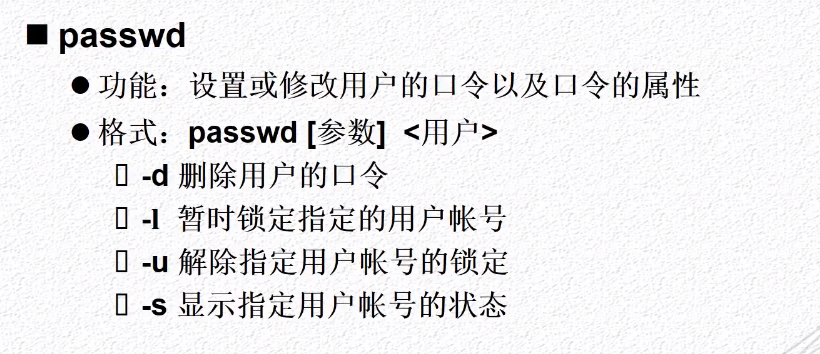 ■ passwd
● 功能：设置或修改用户的口令以及口令的属性
● 格式：passwd [参数] <用户>
▯ -d 删除用户的口令
▯ -l 暂时锁定指定的用户帐号
▯ -u 解除指定用户帐号的锁定
▯ -s 显示指定用户帐号的状态